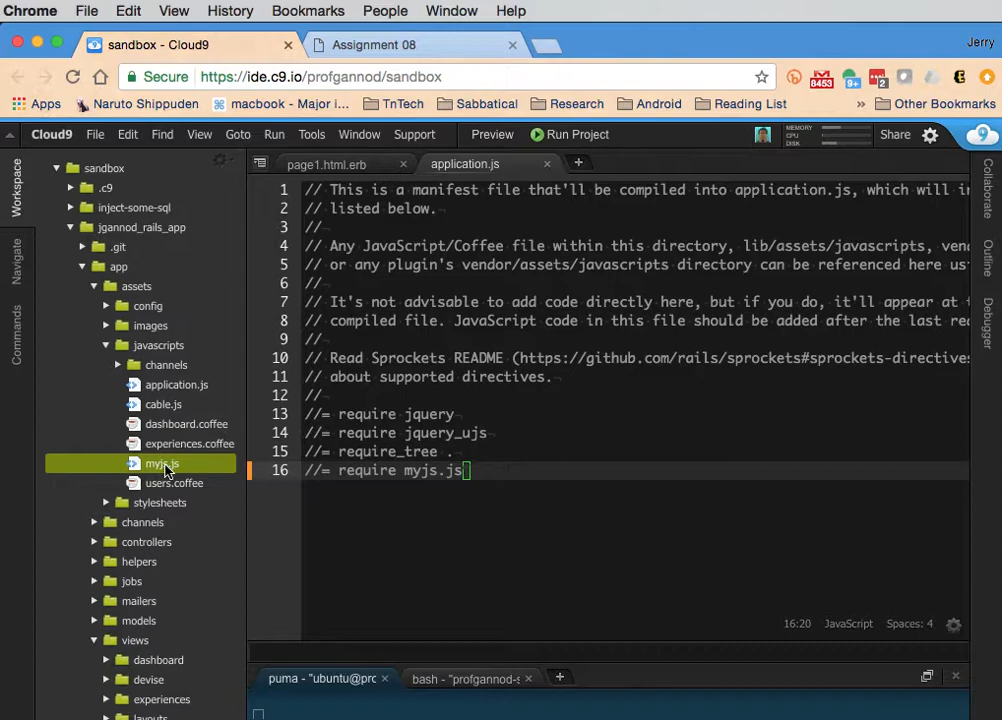 Chrome File Edit View History Bookmarks People Window Help
sandbox - Cloud9 Assignment 08 Jerry
Secure https://ide.c9.io/profgannod/sandbox 8453 9+ 2
Apps Naruto Shippuden macbook - Major i... TnTech Sabbatical Research Android Reading List » Other Bookmarks
Cloud9 File Edit Find View Goto Run Tools Window Support Preview Run Project MEMORY CPU DISK Share
Workspace
Navigate
Commands
sandbox
.c9
inject-some-sql
jgannod_rails_app
.git
app
assets
config
images
javascripts
channels
application.js
cable.js
dashboard.coffee
experiences.coffee
myjs.js
users.coffee
stylesheets
channels
controllers
helpers
jobs
mailers
models
views
dashboard
devise
experiences
layouts
page1.html.erb application.js
1 // This is a manifest file that'll be compiled into application.js, which will in
2 // listed below.
3 //
4 // Any JavaScript/Coffee file within this directory, lib/assets/javascripts, ven
5 // or any plugin's vendor/assets/javascripts directory can be referenced here us
6 //
7 // It's not advisable to add code directly here, but if you do, it'll appear at t
8 // compiled file. JavaScript code in this file should be added after the last re
9 //
10 // Read Sprockets README (https://github.com/rails/sprockets#sprockets-directives
11 // about supported directives.
12 //
13 //= require jquery
14 //= require jquery_ujs
15 //= require_tree .
16 //= require myjs.js
16:20 JavaScript Spaces: 4
puma - "ubuntu@prc bash - "profgannod-s
Collaborate
Outline
Debugger